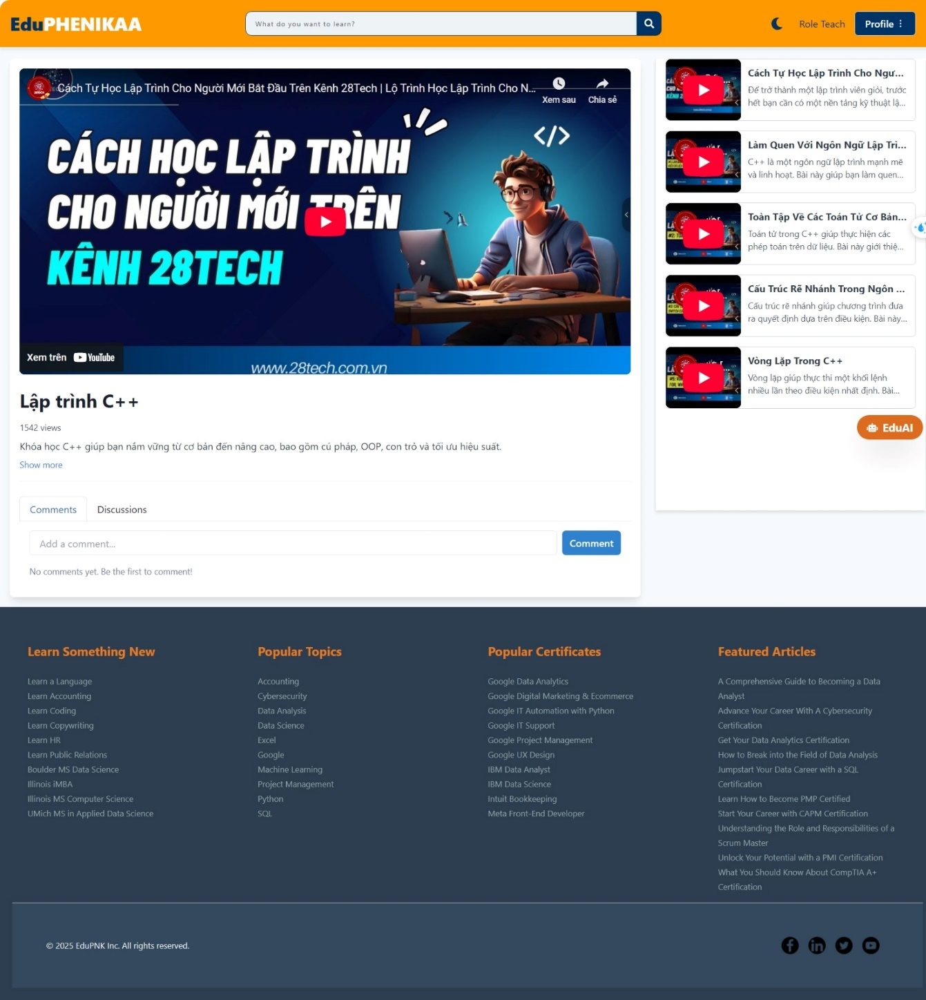 EduPHENIKAA
What do you want to learn?
Role Teach
Profile
Cách Tự Học Lập Trình Cho Người Mới Bắt Đầu Trên Kênh 28Tech | Lộ Trình Học Lập Trình Cho N...
Xem sau
Chia sẻ
CÁCH HỌC LẬP TRÌNH
CHO NGƯỜI MỚI TRÊN
KÊNH 28TECH
</>
Xem trên YouTube
www.28tech.com.vn
Lập trình C++
1542 views
Khóa học C++ giúp bạn nắm vững từ cơ bản đến nâng cao, bao gồm cú pháp, OOP, con trỏ và tối ưu hiệu suất.
Show more
Comments
Discussions
Add a comment...
Comment
No comments yet. Be the first to comment!
Cách Tự Học Lập Trình Cho Ngư...
Để trở thành một lập trình viên giỏi, trước
hết bạn cần có một nền tảng kỹ thuật lậ...
Làm Quen Với Ngôn Ngữ Lập Trì...
C++ là một ngôn ngữ lập trình mạnh mẽ
và linh hoạt. Bài này giúp bạn làm quen...
Toàn Tập Về Các Toán Tử Cơ Bản...
Toán tử trong C++ giúp thực hiện các
phép toán trên dữ liệu. Bài này giới thiệ...
Cấu Trúc Rẽ Nhánh Trong Ngôn ...
Cấu trúc rẽ nhánh giúp chương trình đưa
ra quyết định dựa trên điều kiện. Bài này...
Vòng Lặp Trong C++
Vòng lặp giúp thực thi một khối lệnh
nhiều lần theo điều kiện nhất định. Bài...
EduAI
Learn Something New
Learn a Language
Learn Accounting
Learn Coding
Learn Copywriting
Learn HR
Learn Public Relations
Boulder MS Data Science
Illinois iMBA
Illinois MS Computer Science
UMich MS in Applied Data Science
Popular Topics
Accounting
Cybersecurity
Data Analysis
Data Science
Excel
Google
Machine Learning
Project Management
Python
SQL
Popular Certificates
Google Data Analytics
Google Digital Marketing & Ecommerce
Google IT Automation with Python
Google IT Support
Google Project Management
Google UX Design
IBM Data Analyst
IBM Data Science
Intuit Bookkeeping
Meta Front-End Developer
Featured Articles
A Comprehensive Guide to Becoming a Data
Analyst
Advance Your Career With A Cybersecurity
Certification
Get Your Data Analytics Certification
How to Break into the Field of Data Analysis
Jumpstart Your Data Career with a SQL
Certification
Learn How to Become PMP Certified
Start Your Career with CAPM Certification
Understanding the Role and Responsibilities of a
Scrum Master
Unlock Your Potential with a PMI Certification
What You Should Know About CompTIA A+
Certification
© 2025 EduPNK Inc. All rights reserved.